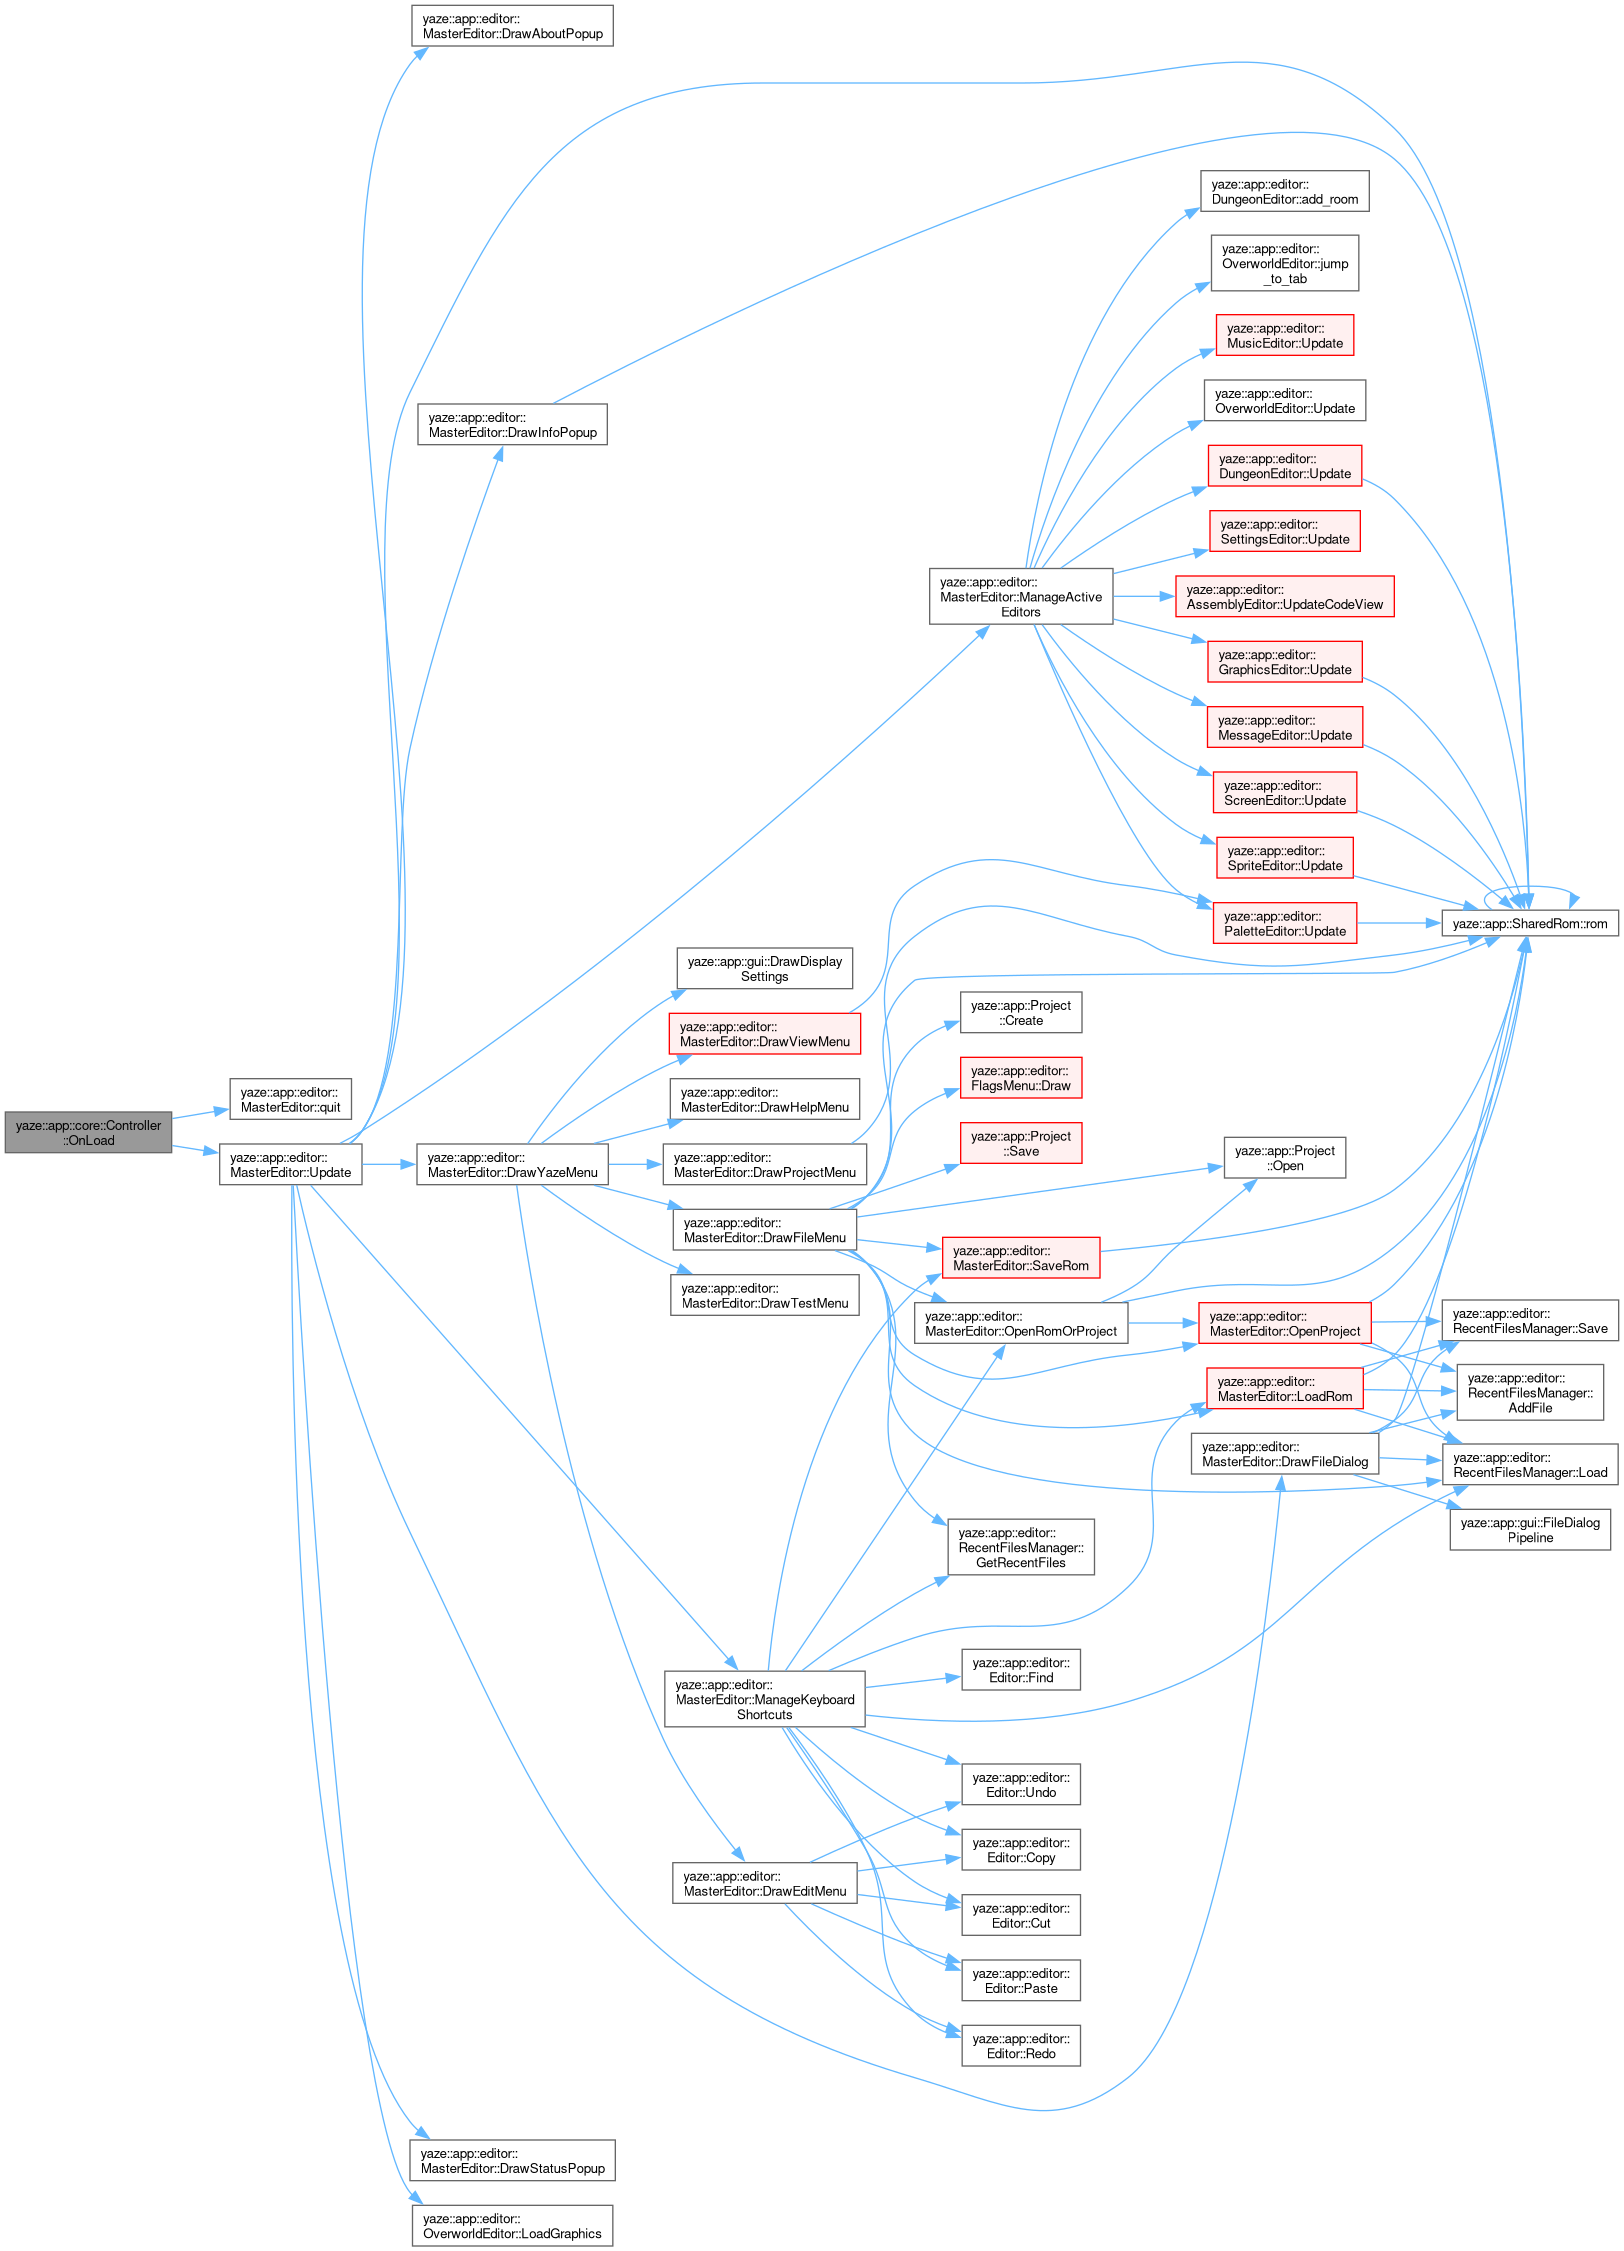 yaze::app::editor::
MasterEditor::DrawAboutPopup
yaze::app::editor::
DungeonEditor::add_room
yaze::app::editor::
OverworldEditor::jump
_to_tab
yaze::app::editor::
MusicEditor::Update
yaze::app::editor::
OverworldEditor::Update
yaze::app::editor::
MasterEditor::DrawInfoPopup
yaze::app::editor::
DungeonEditor::Update
yaze::app::editor::
SettingsEditor::Update
yaze::app::editor::
MasterEditor::ManageActive
Editors
yaze::app::editor::
AssemblyEditor::UpdateCodeView
yaze::app::editor::
GraphicsEditor::Update
yaze::app::editor::
MessageEditor::Update
yaze::app::editor::
ScreenEditor::Update
yaze::app::editor::
SpriteEditor::Update
yaze::app::editor::
PaletteEditor::Update
yaze::app::SharedRom::rom
yaze::app::gui::DrawDisplay
Settings
yaze::app::Project
::Create
yaze::app::editor::
MasterEditor::DrawViewMenu
yaze::app::editor::
FlagsMenu::Draw
yaze::app::editor::
MasterEditor::quit
yaze::app::editor::
MasterEditor::DrawHelpMenu
yaze::app::core::Controller
::OnLoad
yaze::app::Project
::Save
yaze::app::editor::
MasterEditor::Update
yaze::app::editor::
MasterEditor::DrawYazeMenu
yaze::app::editor::
MasterEditor::DrawProjectMenu
yaze::app::Project
::Open
yaze::app::editor::
MasterEditor::DrawFileMenu
yaze::app::editor::
MasterEditor::SaveRom
yaze::app::editor::
MasterEditor::DrawTestMenu
yaze::app::editor::
MasterEditor::OpenRomOrProject
yaze::app::editor::
MasterEditor::OpenProject
yaze::app::editor::
RecentFilesManager::Save
yaze::app::editor::
MasterEditor::LoadRom
yaze::app::editor::
RecentFilesManager::
AddFile
yaze::app::editor::
MasterEditor::DrawFileDialog
yaze::app::editor::
RecentFilesManager::Load
yaze::app::gui::FileDialog
Pipeline
yaze::app::editor::
RecentFilesManager::
GetRecentFiles
yaze::app::editor::
Editor::Find
yaze::app::editor::
MasterEditor::ManageKeyboard
Shortcuts
yaze::app::editor::
Editor::Undo
yaze::app::editor::
Editor::Copy
yaze::app::editor::
MasterEditor::DrawEditMenu
yaze::app::editor::
Editor::Cut
yaze::app::editor::
Editor::Paste
yaze::app::editor::
Editor::Redo
yaze::app::editor::
MasterEditor::DrawStatusPopup
yaze::app::editor::
OverworldEditor::LoadGraphics